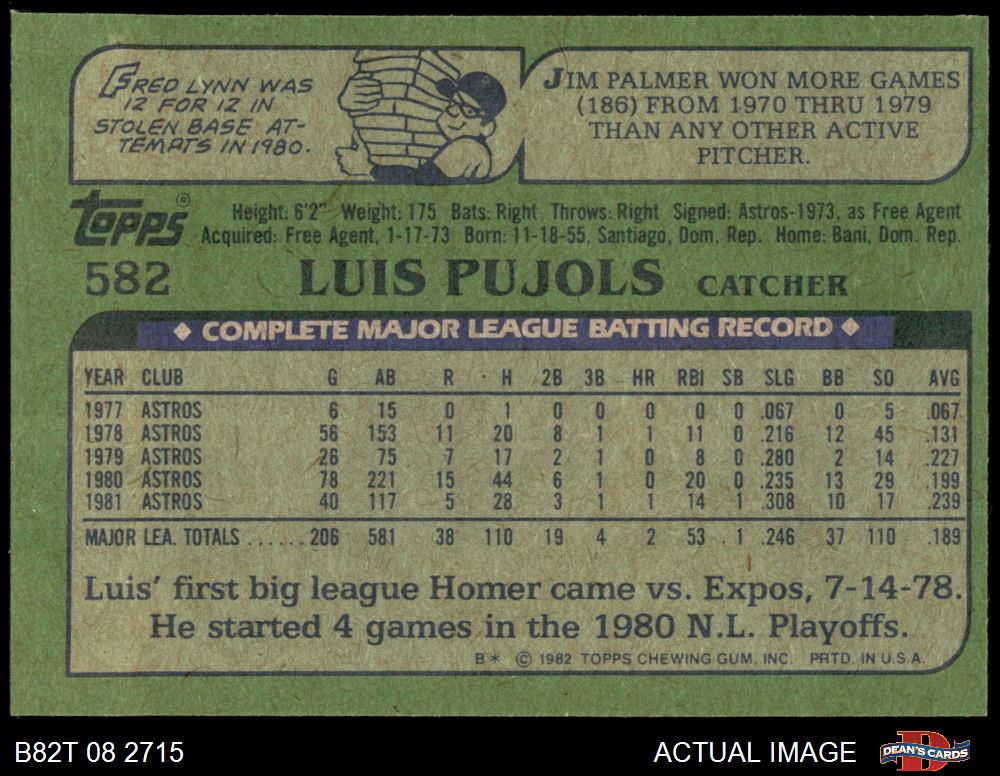 FRED LYNN WAS
12 FOR 12 IN
STOLEN BASE AT-
TEMPTS IN 1980.
JIM PALMER WON MORE GAMES
(186) FROM 1970 THRU 1979
THAN ANY OTHER ACTIVE
PITCHER.
TOPPS®
Height: 6'2" Weight: 175 Bats: Right Throws: Right Signed: Astros-1973, as Free Agent
Acquired: Free Agent, 1-17-73 Born: 11-18-55, Santiago, Dom. Rep. Home: Bani, Dom. Rep.
582 LUIS PUJOLS CATCHER
◆ COMPLETE MAJOR LEAGUE BATTING RECORD ◆
YEAR CLUB G AB R H 2B 3B HR RBI SB SLG BB SO AVG
1977 ASTROS 6 15 0 1 0 0 0 0 0 .067 0 5 .067
1978 ASTROS 56 153 11 20 8 1 1 11 0 .216 12 45 .131
1979 ASTROS 26 75 7 17 2 1 0 8 0 .280 2 14 .227
1980 ASTROS 78 221 15 44 6 1 0 20 0 .235 13 29 .199
1981 ASTROS 40 117 5 28 3 1 1 14 1 .308 10 17 .239
MAJOR LEA. TOTALS ...... 206 581 38 110 19 4 2 53 1 .246 37 110 .189
Luis' first big league Homer came vs. Expos, 7-14-78.
He started 4 games in the 1980 N.L. Playoffs.
B* © 1982 TOPPS CHEWING GUM, INC. PRTD. IN U.S.A.
B82T 08 2715 ACTUAL IMAGE DEAN'S CARDS